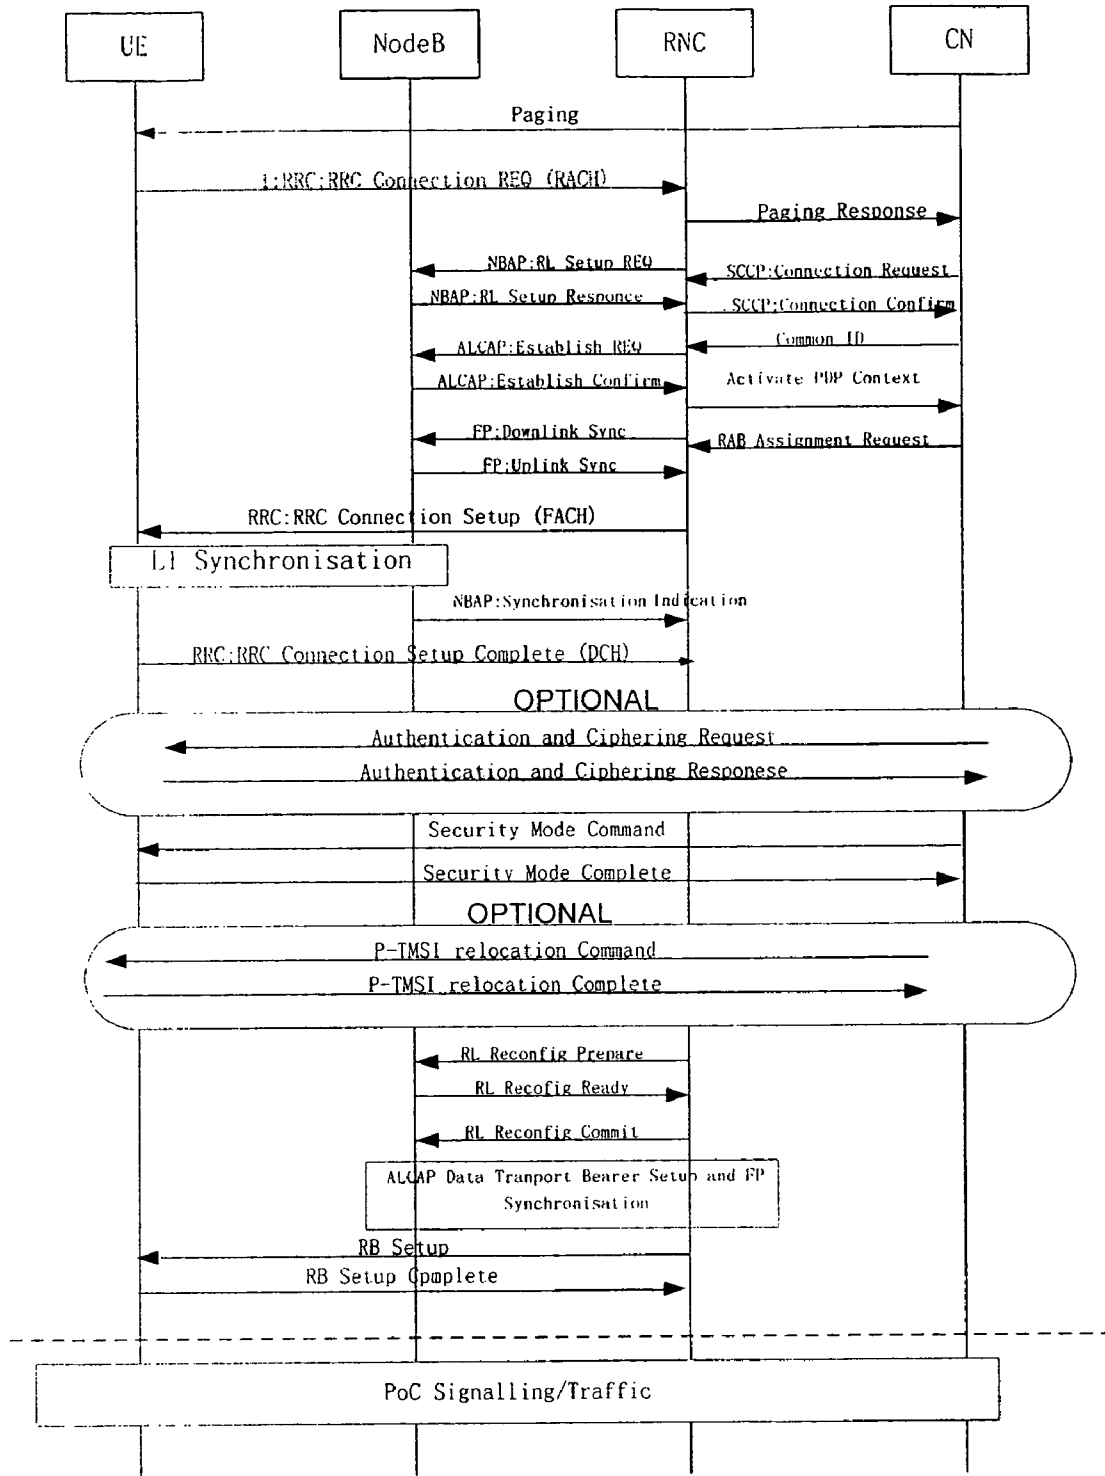 UE
NodeB
RNC
CN
Paging
1:RRC:RRC Connection REQ (RACH)
Paging Response
NBAP:RL Setup REQ
SCCP:Connection Request
NBAP:RL Setup Responce
SCCP:Connection Confirm
Common ID
ALCAP:Establish REQ
ALCAP:Establish Confirm
Activate PDP Context
FP:Downlink Sync
RAB Assignment Request
FP:Uplink Sync
RRC:RRC Connection Setup (FACH)
L1 Synchronisation
NBAP:Synchronisation Indication
RRC:RRC Connection Setup Complete (DCH)
OPTIONAL
Authentication and Ciphering Request
Authentication and Ciphering Responese
Security Mode Command
Security Mode Complete
OPTIONAL
P-TMSI relocation Command
P-TMSI relocation Complete
RL Reconfig Prepare
RL Recofig Ready
RL Reconfig Commit
ALCAP Data Tranport Bearer Setup and FP
Synchronisation
RB Setup
RB Setup Cpmplete
PoC Signalling/Traffic